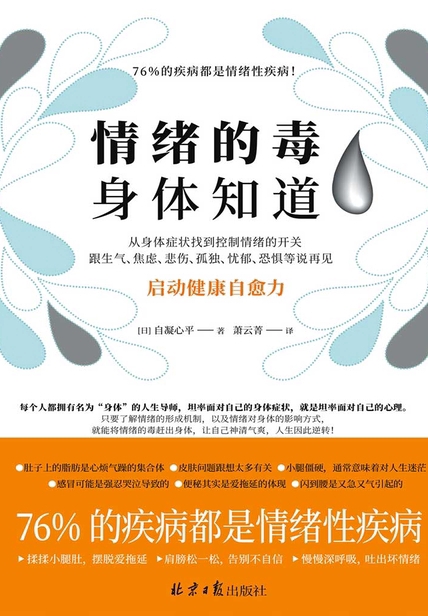 76%的疾病都是情绪性疾病!
情绪的毒
身体知道
从身体症状找到控制情绪的开关
跟生气、焦虑、悲伤、孤独、忧郁、恐惧等说再见
启动健康自愈力
[日] 自凝心平 —— 著 萧云菁 —— 译
每个人都拥有名为“身体”的人生导师，坦率面对自己的身体症状，就是坦率面对自己的心理。
只要了解情绪的形成机制，以及情绪对身体的影响方式，
就能将情绪的毒赶出身体，让自己神清气爽，人生因此逆转!
●肚子上的脂肪是心烦气躁的集合体 ●皮肤问题跟想太多有关 ●小腿僵硬，通常意味着对人生迷茫
●感冒可能是强忍哭泣导致的 ●便秘其实是爱拖延的体现 ●闪到腰是又急又气引起的
76% 的疾病都是情绪性疾病
▶揉揉小腿肚，摆脱爱拖延 ▶肩膀松一松，告别不自信 ▶慢慢深呼吸，吐出坏情绪
北京日报出版社